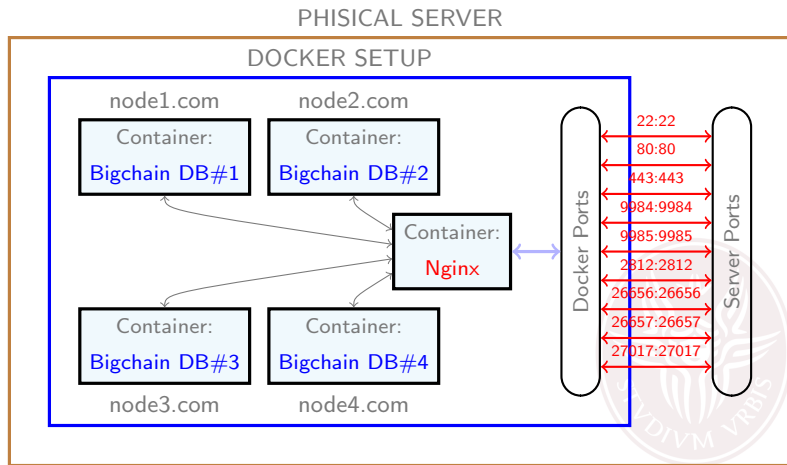 PHISICAL SERVER
DOCKER SETUP
node1.com
node2.com
Container:
Bigchain DB#1
Container:
Bigchain DB#2
Container:
Nginx
Container:
Bigchain DB#3
Container:
Bigchain DB#4
node3.com
node4.com
Docker Ports
22:22
80:80
443:443
9984:9984
9985:9985
2812:2812
26656:26656
26657:26657
27017:27017
Server Ports
STVDIVM VRBIS